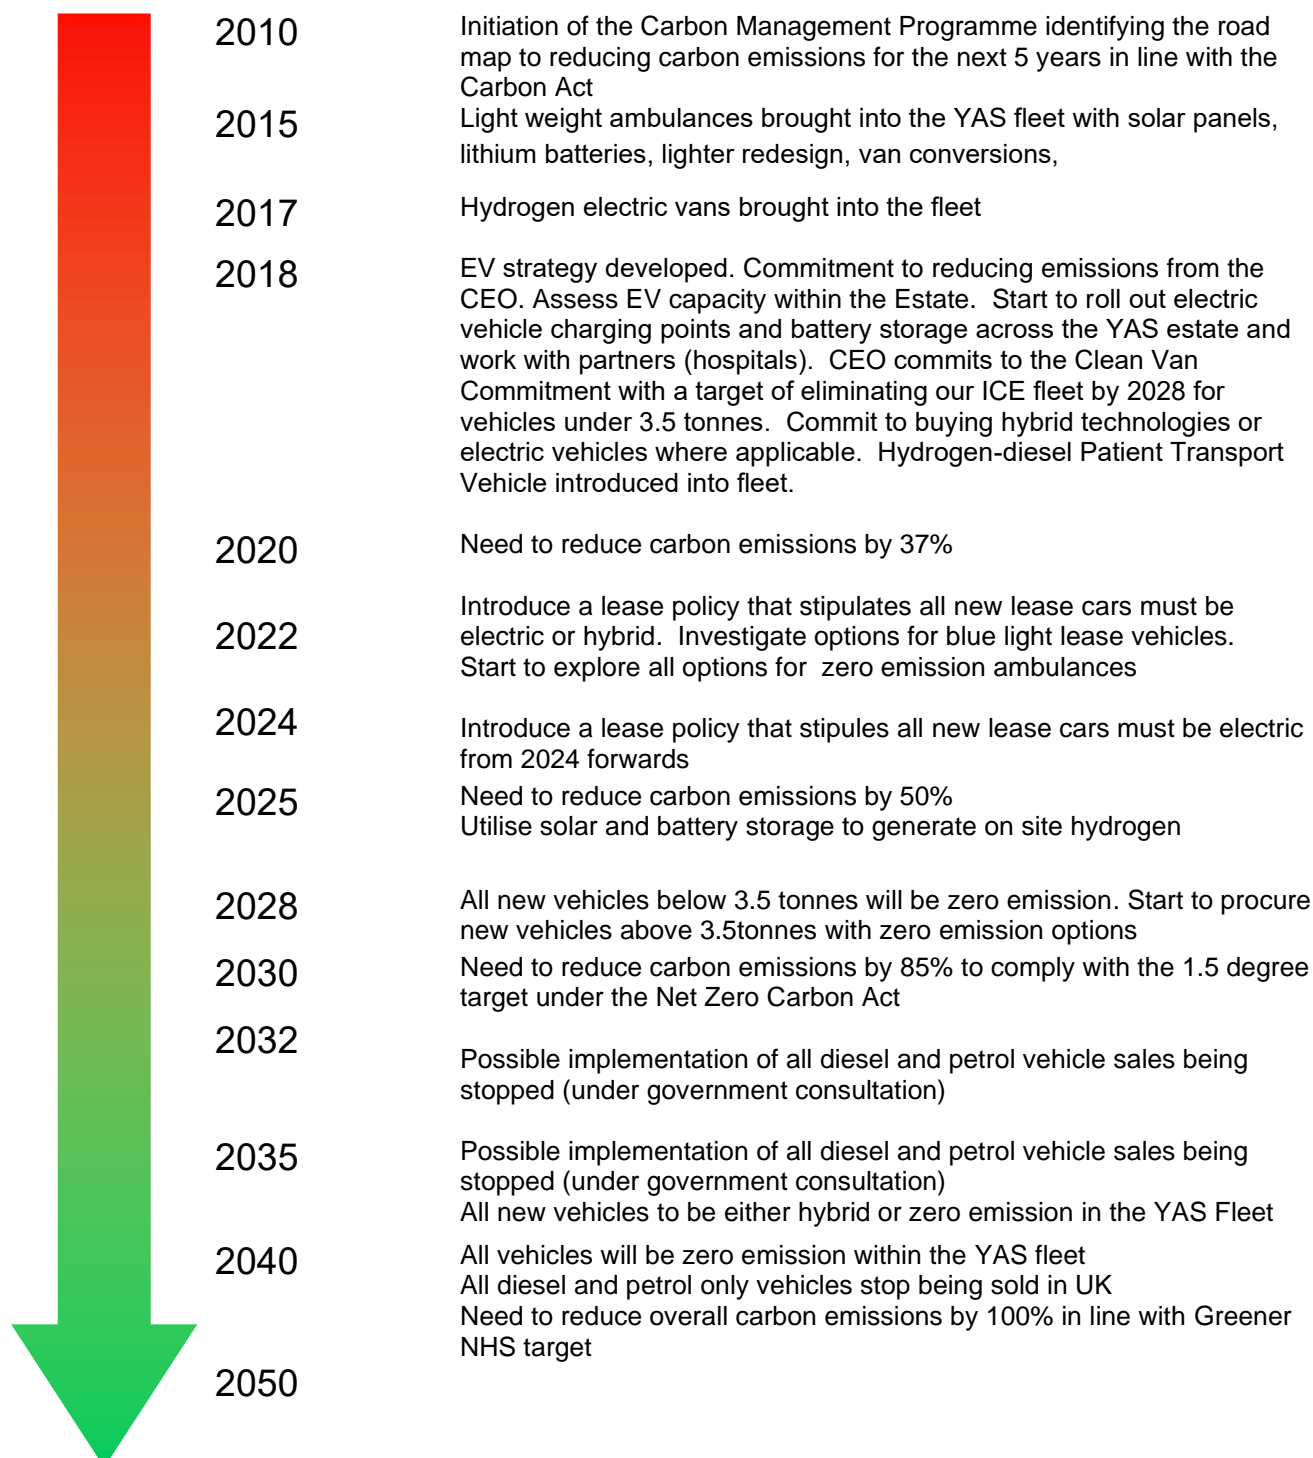 2010
Initiation of the Carbon Management Programme identifying the road
map to reducing carbon emissions for the next 5 years in line with the
Carbon Act
2015
Light weight ambulances brought into the YAS fleet with solar panels,
lithium batteries, lighter redesign, van conversions,
2017
Hydrogen electric vans brought into the fleet
2018
EV strategy developed. Commitment to reducing emissions from the
CEO. Assess EV capacity within the Estate.  Start to roll out electric
vehicle charging points and battery storage across the YAS estate and
work with partners (hospitals).  CEO commits to the Clean Van
Commitment with a target of eliminating our ICE fleet by 2028 for
vehicles under 3.5 tonnes.  Commit to buying hybrid technologies or
electric vehicles where applicable.  Hydrogen-diesel Patient Transport
Vehicle introduced into fleet.
2020
Need to reduce carbon emissions by 37%
2022
Introduce a lease policy that stipulates all new lease cars must be
electric or hybrid.  Investigate options for blue light lease vehicles.
Start to explore all options for  zero emission ambulances
2024
Introduce a lease policy that stipules all new lease cars must be electric
from 2024 forwards
2025
Need to reduce carbon emissions by 50%
Utilise solar and battery storage to generate on site hydrogen
2028
All new vehicles below 3.5 tonnes will be zero emission. Start to procure
new vehicles above 3.5tonnes with zero emission options
2030
Need to reduce carbon emissions by 85% to comply with the 1.5 degree
target under the Net Zero Carbon Act
2032
Possible implementation of all diesel and petrol vehicle sales being
stopped (under government consultation)
2035
Possible implementation of all diesel and petrol vehicle sales being
stopped (under government consultation)
All new vehicles to be either hybrid or zero emission in the YAS Fleet
2040
All vehicles will be zero emission within the YAS fleet
All diesel and petrol only vehicles stop being sold in UK
Need to reduce overall carbon emissions by 100% in line with Greener
NHS target
2050